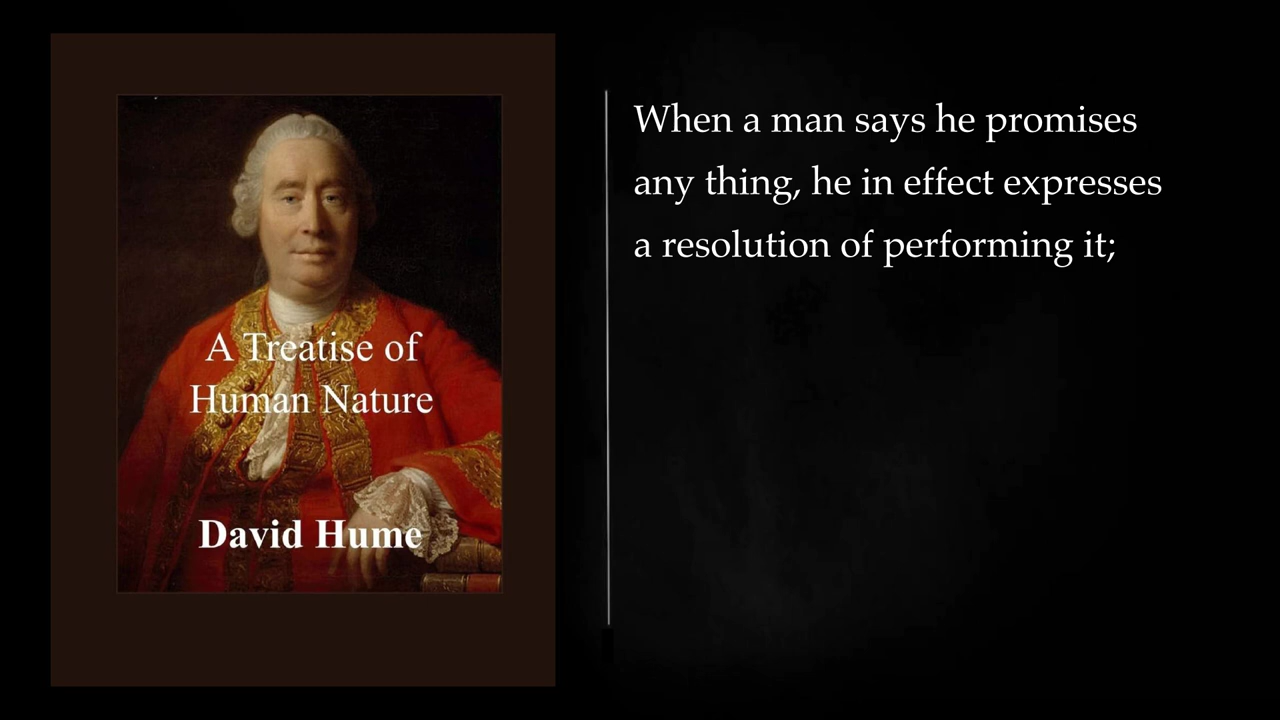 A Treatise of
Human Nature
David Hume
When a man says he promises
any thing, he in effect expresses
a resolution of performing it;